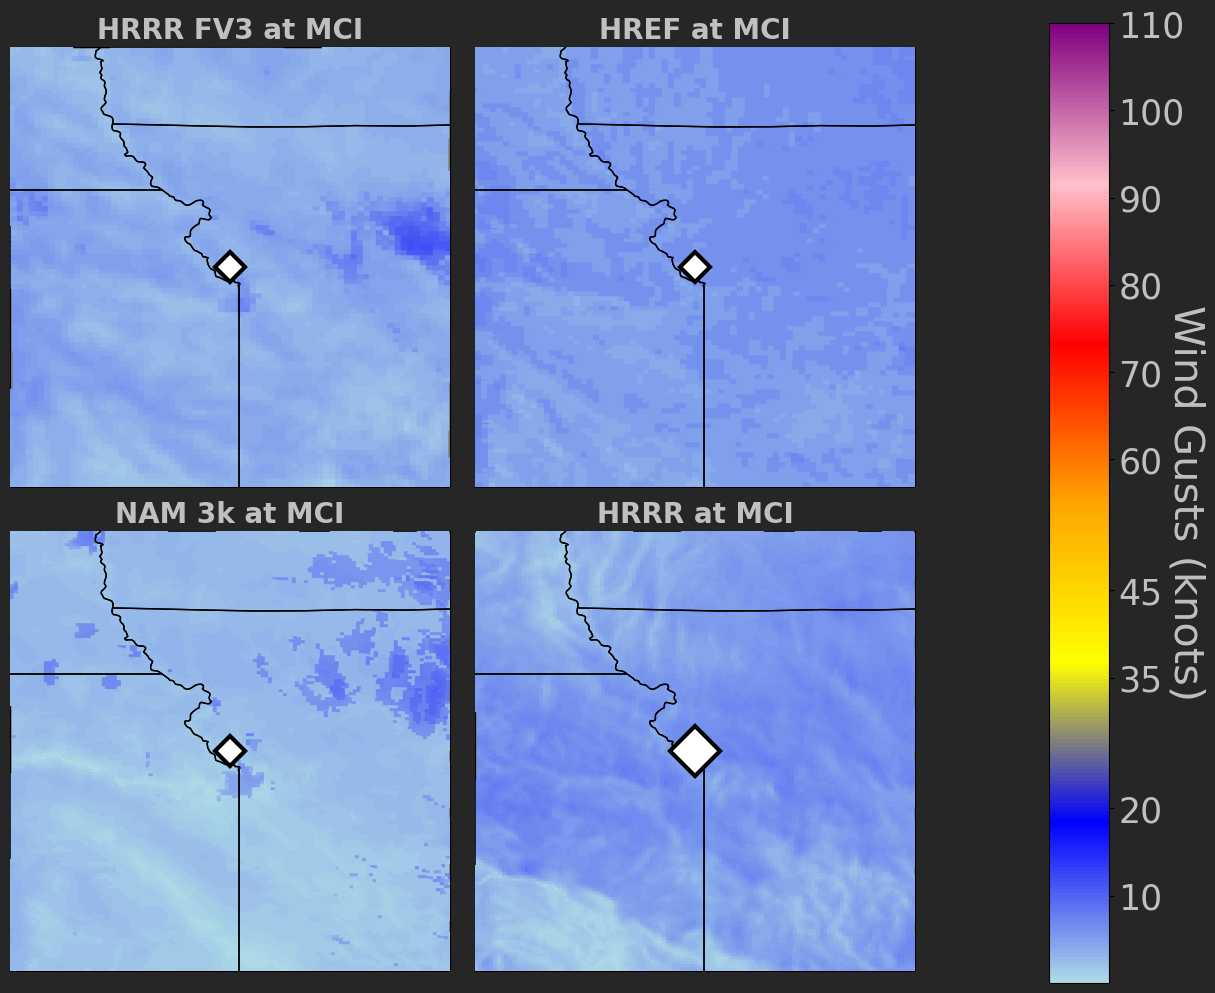 HRRR FV3 at MCI
HREF at MCI
NAM 3k at MCI
HRRR at MCI
110
100
90
80
70
60
45
35
20
10
Wind Gusts (knots)